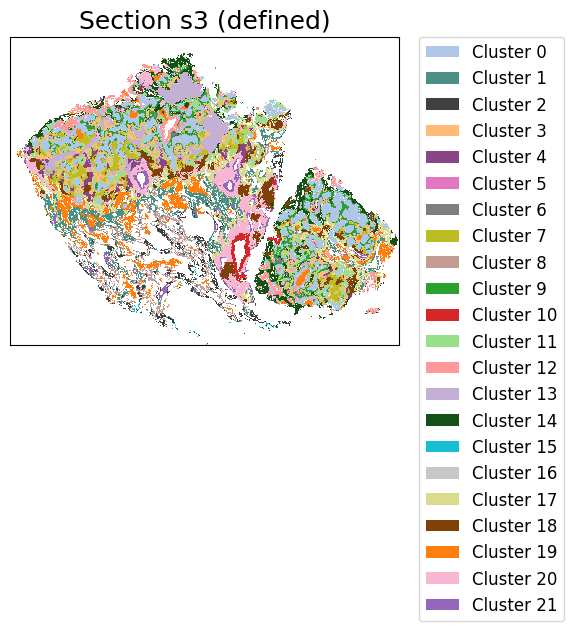 Section s3 (defined)
Cluster 0
Cluster 1
Cluster 2
Cluster 3
Cluster 4
Cluster 5
Cluster 6
Cluster 7
Cluster 8
Cluster 9
Cluster 10
Cluster 11
Cluster 12
Cluster 13
Cluster 14
Cluster 15
Cluster 16
Cluster 17
Cluster 18
Cluster 19
Cluster 20
Cluster 21